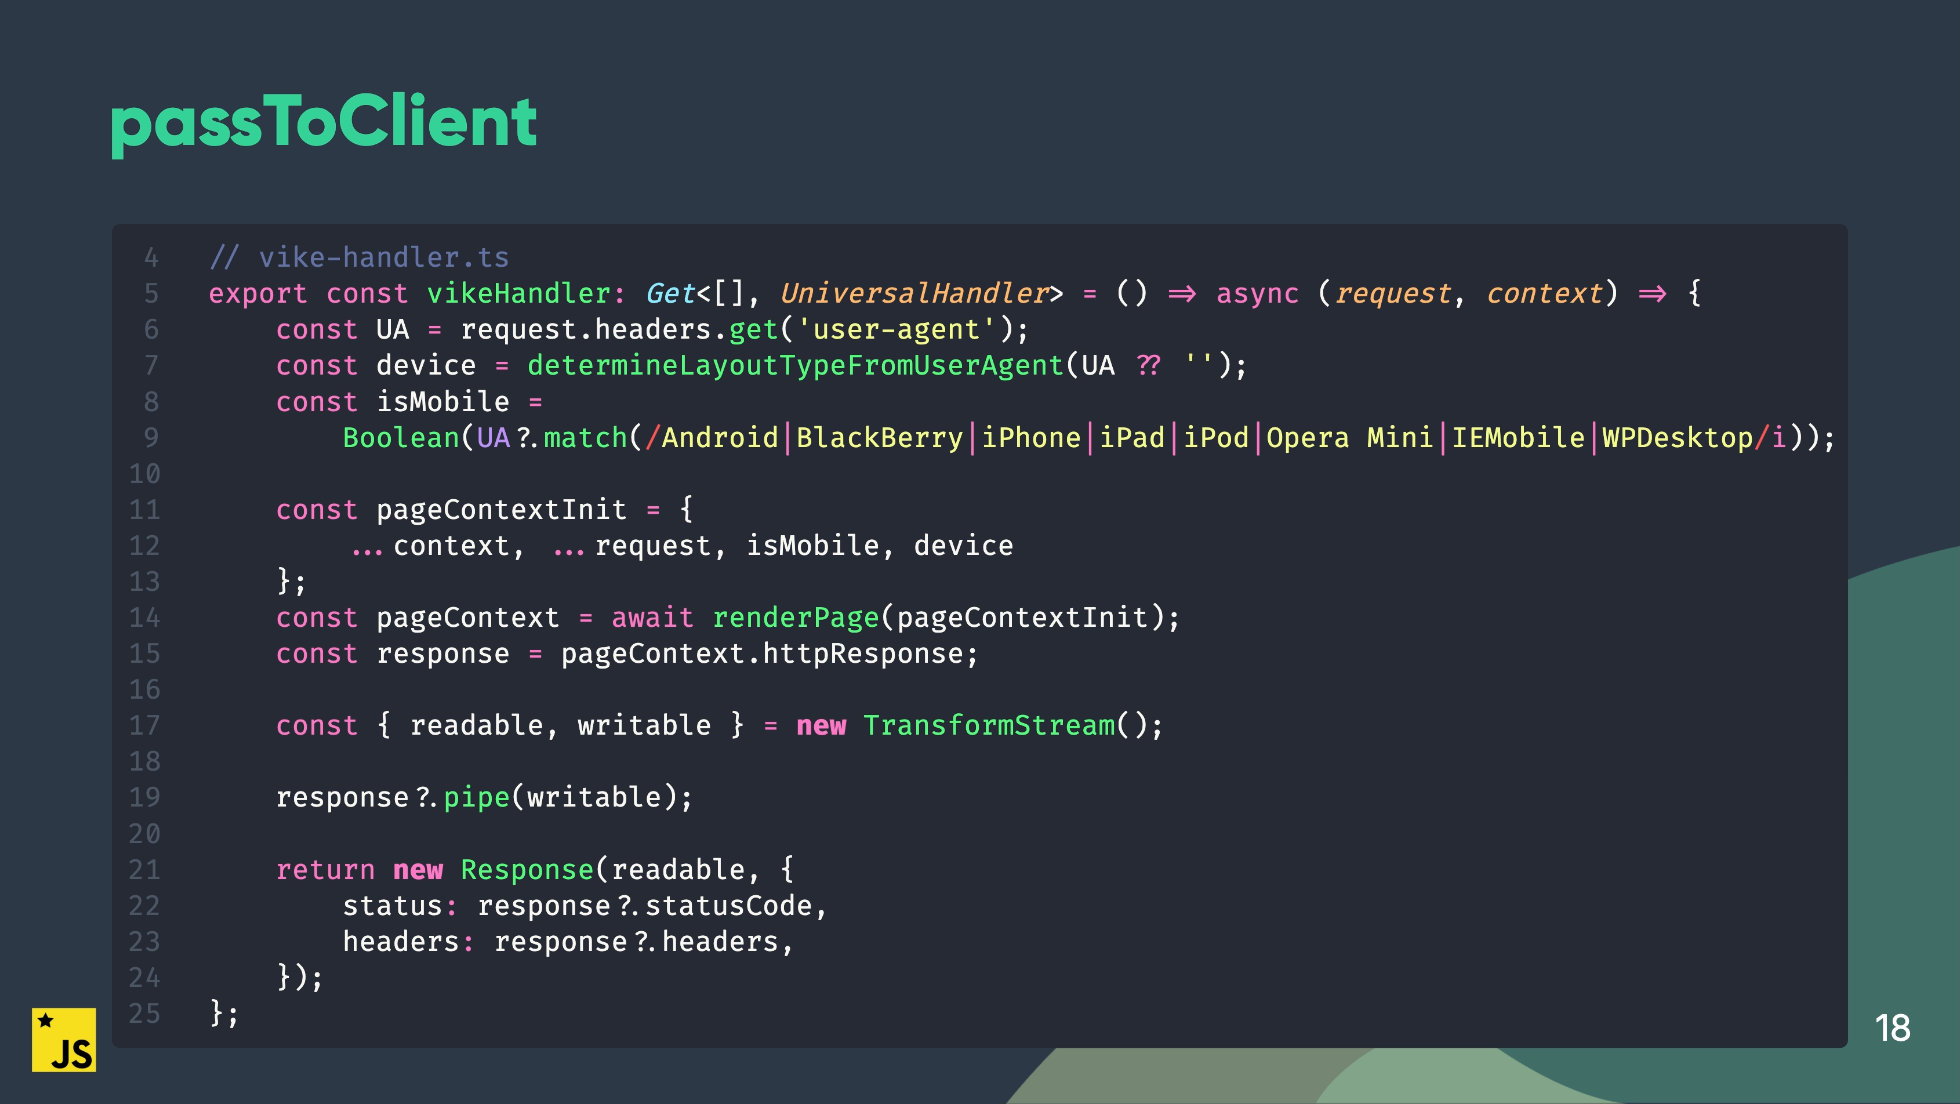 passToClient
4 // vike-handler.ts
5 export const vikeHandler: Get<[], UniversalHandler> = () => async (request, context) => {
6     const UA = request.headers.get('user-agent');
7     const device = determineLayoutTypeFromUserAgent(UA ?? '');
8     const isMobile =
9         Boolean(UA?.match(/Android|BlackBerry|iPhone|iPad|iPod|Opera Mini|IEMobile|WPDesktop/i));
10
11     const pageContextInit = {
12         ...context, ...request, isMobile, device
13     };
14     const pageContext = await renderPage(pageContextInit);
15     const response = pageContext.httpResponse;
16
17     const { readable, writable } = new TransformStream();
18
19     response?.pipe(writable);
20
21     return new Response(readable, {
22         status: response?.statusCode,
23         headers: response?.headers,
24     });
25 };
JS
18